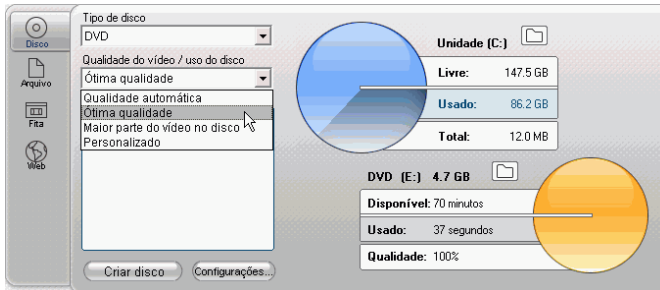 Disco
Arquivo
Fita
Web
Tipo de disco
DVD
Qualidade do vídeo / uso do disco
Ótima qualidade
Qualidade automática
Ótima qualidade
Maior parte do vídeo no disco
Personalizado
Criar disco
Configurações...
Unidade (C:)
Livre: 147.5 GB
Usado: 86.2 GB
Total: 12.0 MB
DVD (E:) 4.7 GB
Disponível: 70 minutos
Usado: 37 segundos
Qualidade: 100%